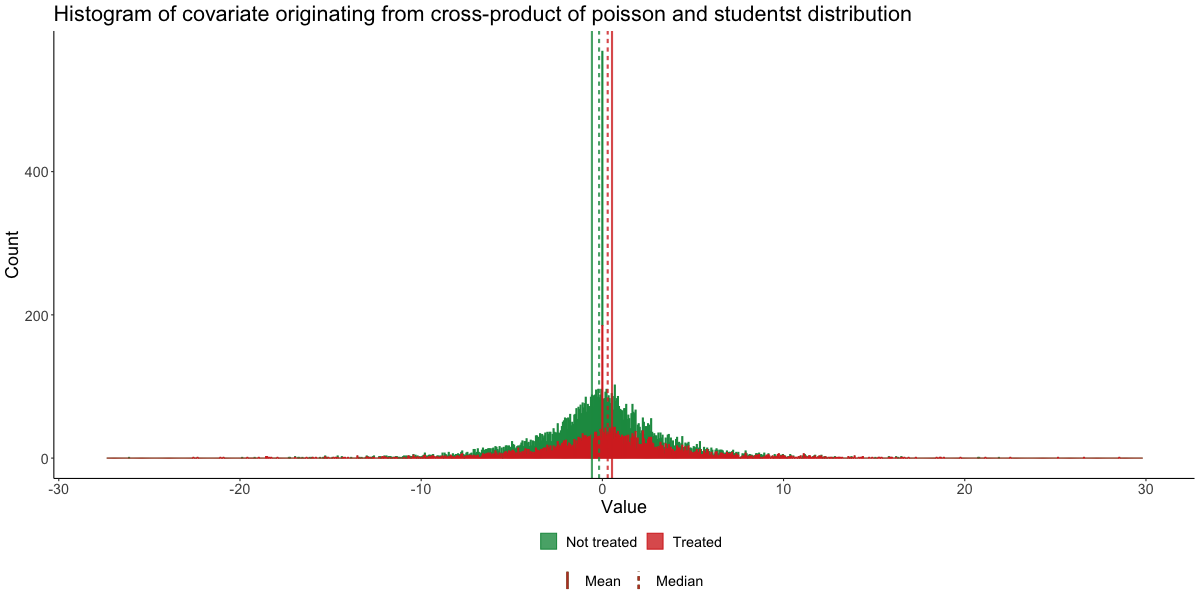 Histogram of covariate originating from cross-product of poisson and studentst distribution
Count
400
200
0
-30 -20 -10 0 10 20 30
Value
Not treated Treated
Mean Median